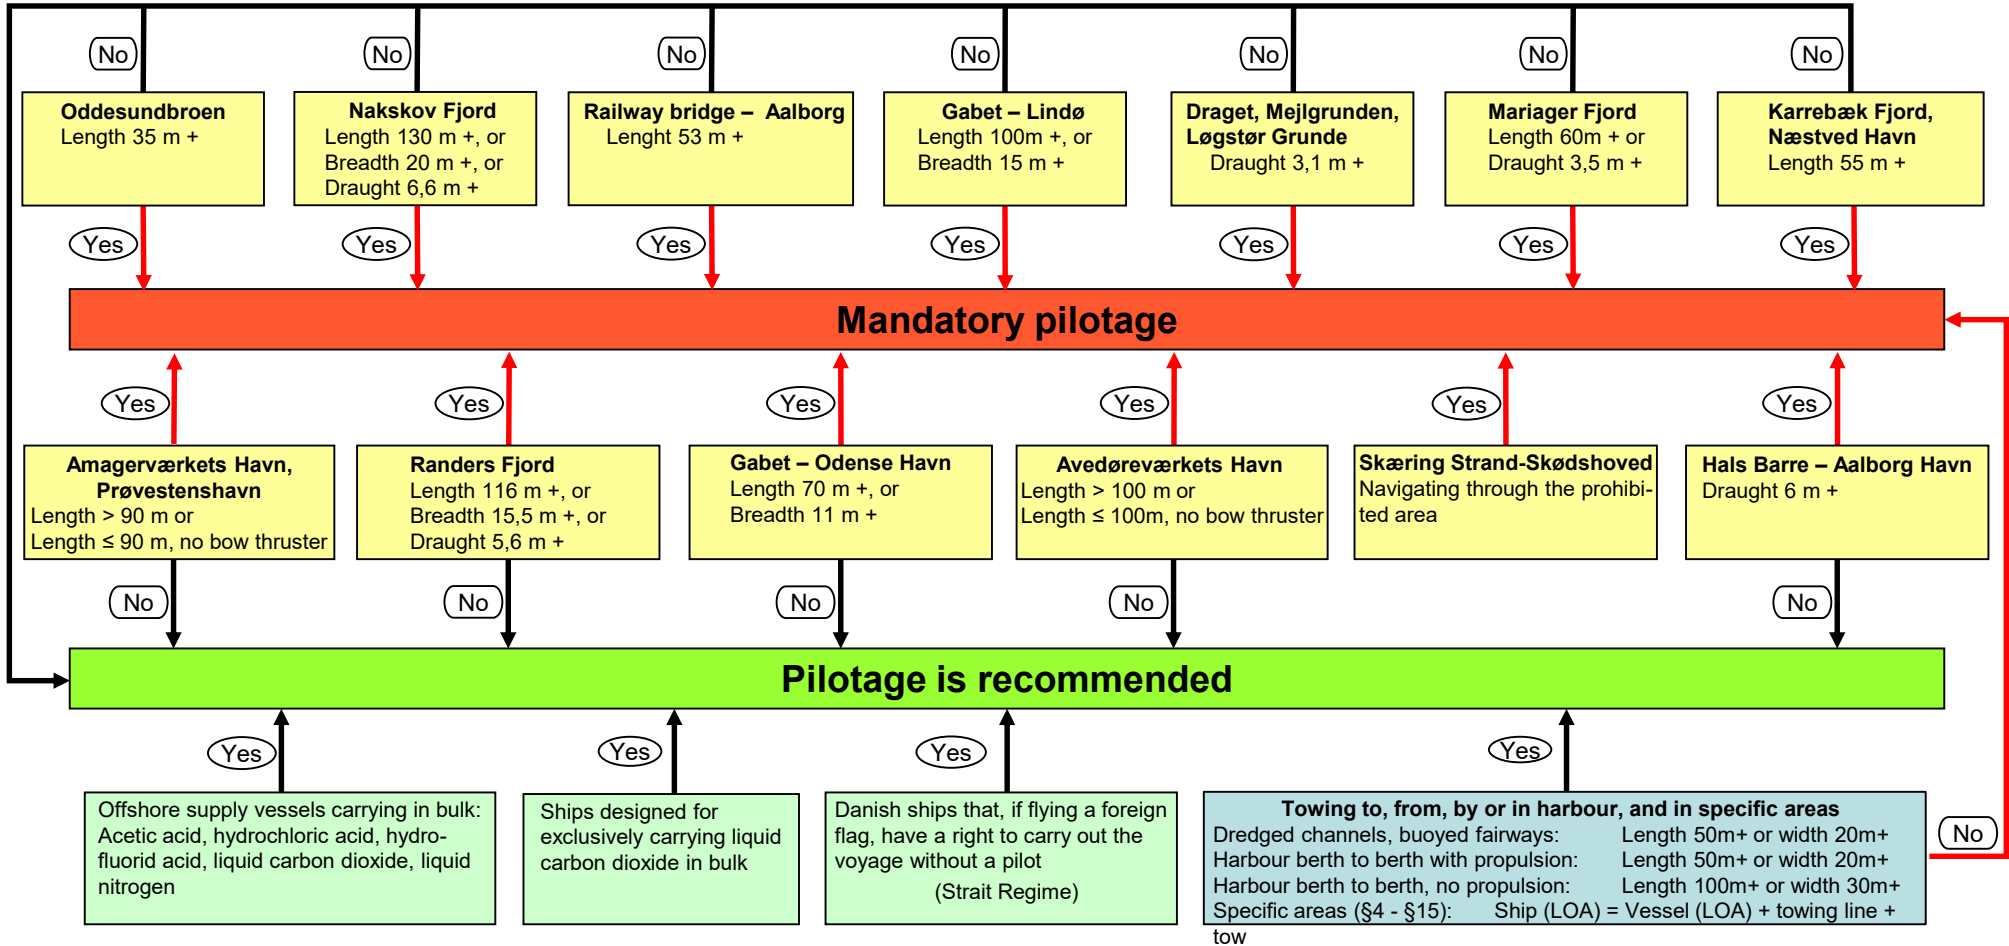 No No No No No No No
Oddesundbroen
Length 35 m +
Nakskov Fjord
Length 130 m +, or
Breadth 20 m +, or
Draught 6,6 m +
Railway bridge – Aalborg
Lenght 53 m +
Gabet – Lindø
Length 100m +, or
Breadth 15 m +
Draget, Mejlgrunden,
Løgstør Grunde
Draught 3,1 m +
Mariager Fjord
Length 60m + or
Draught 3,5 m +
Karrebæk Fjord,
Næstved Havn
Length 55 m +
Yes Yes Yes Yes Yes Yes Yes
Mandatory pilotage
Yes Yes Yes Yes Yes Yes
Amagerværkets Havn,
Prøvestenshavn
Length > 90 m or
Length ≤ 90 m, no bow thruster
Randers Fjord
Length 116 m +, or
Breadth 15,5 m +, or
Draught 5,6 m +
Gabet – Odense Havn
Length 70 m +, or
Breadth 11 m +
Avedøreværkets Havn
Length > 100 m or
Length ≤ 100m, no bow thruster
Skæring Strand-Skødshoved
Navigating through the prohibi-
ted area
Hals Barre – Aalborg Havn
Draught 6 m +
No No No No No
Pilotage is recommended
Yes Yes Yes Yes
Offshore supply vessels carrying in bulk:
Acetic acid, hydrochloric acid, hydro-
fluorid acid, liquid carbon dioxide, liquid
nitrogen
Ships designed for
exclusively carrying liquid
carbon dioxide in bulk
Danish ships that, if flying a foreign
flag, have a right to carry out the
voyage without a pilot
(Strait Regime)
Towing to, from, by or in harbour, and in specific areas
Dredged channels, buoyed fairways: Length 50m+ or width 20m+
Harbour berth to berth with propulsion: Length 50m+ or width 20m+
Harbour berth to berth, no propulsion: Length 100m+ or width 30m+
Specific areas (§4 - §15): Ship (LOA) = Vessel (LOA) + towing line +
tow
No